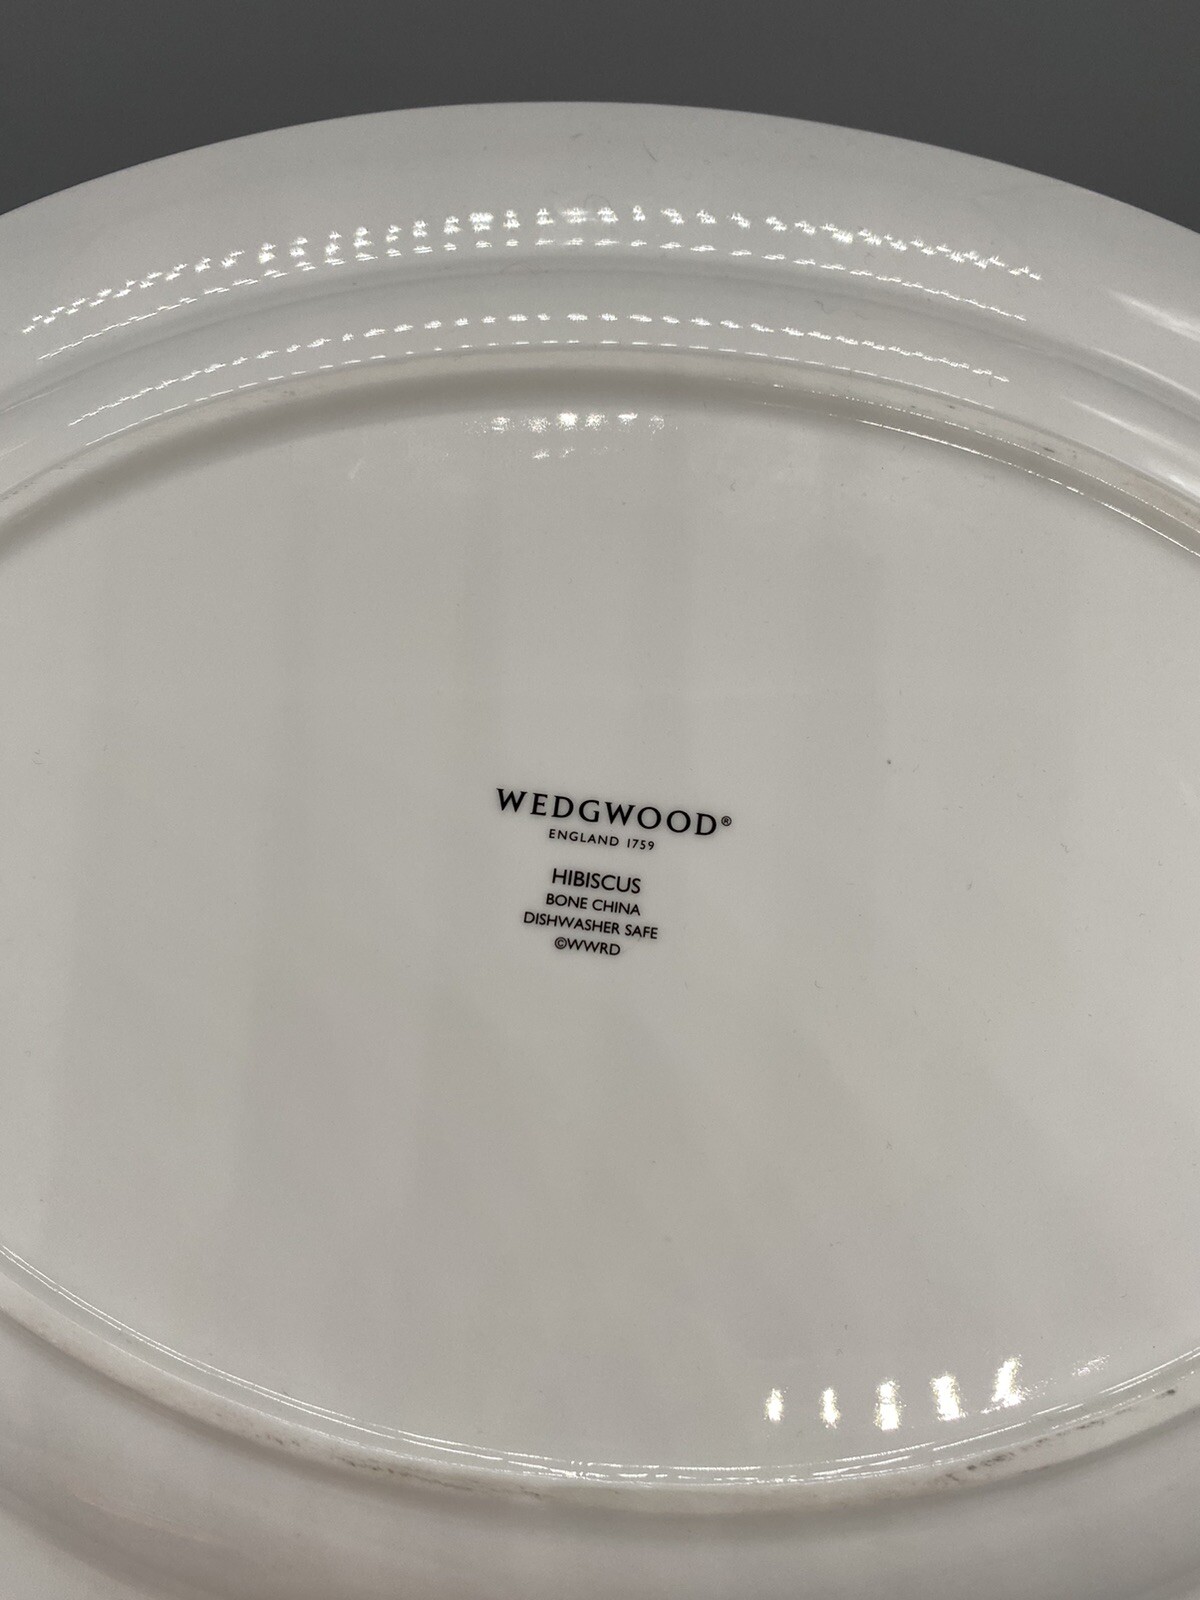 WEDGWOOD®
ENGLAND 1759
HIBISCUS
BONE CHINA
DISHWASHER SAFE
©WWRD